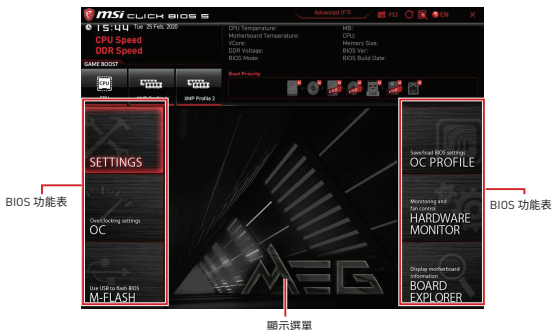 msi CLICK BIOS 5
Advanced (F7)
F12
EN
X
15:44 Tue 25 Feb, 2020
CPU Speed
DDR Speed
GAME BOOST
CPU Temperature:
Motherboard Temperature:
VCore:
DDR Voltage:
BIOS Mode:
MB:
CPU:
Memory Size:
BIOS Ver:
BIOS Build Date:
Boot Priority
CPU
XMP Profile 2
SETTINGS
Overclocking settings
OC
Use USB to flash BIOS
M-FLASH
Save/load BIOS settings
OC PROFILE
Monitoring and
fan control
HARDWARE
MONITOR
Display motherboard
information
BOARD
EXPLORER
MEG
BIOS 功能表
BIOS 功能表
顯示選單